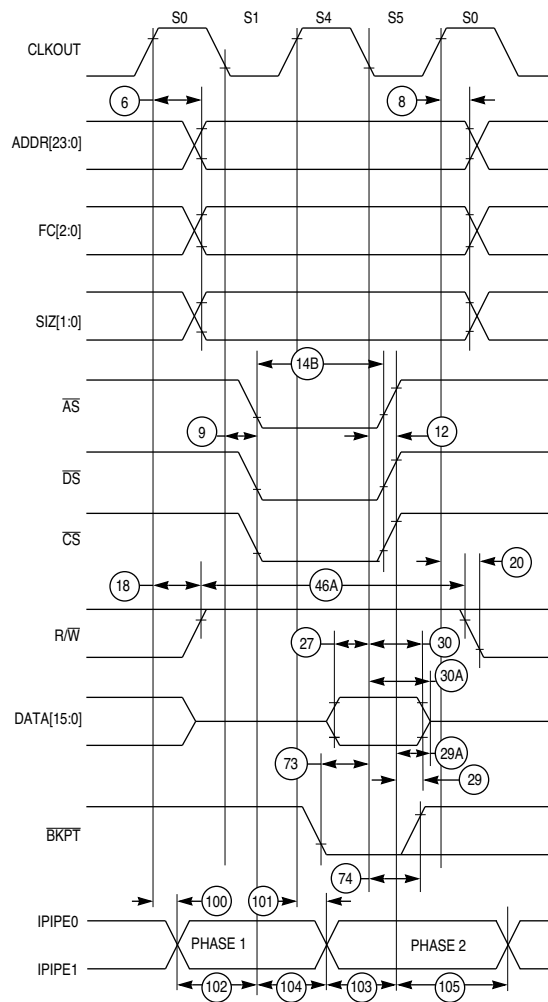 S0 S1 S4 S5 S0
CLKOUT
6 8
ADDR[23:0]
FC[2:0]
SIZ[1:0]
14B
AS
9 12
DS
CS
18 46A 20
R/W
27 30
30A
DATA[15:0]
29A
73 29
BKPT
74
100 101
IPIPE0
PHASE 1 PHASE 2
IPIPE1
102 104 103 105